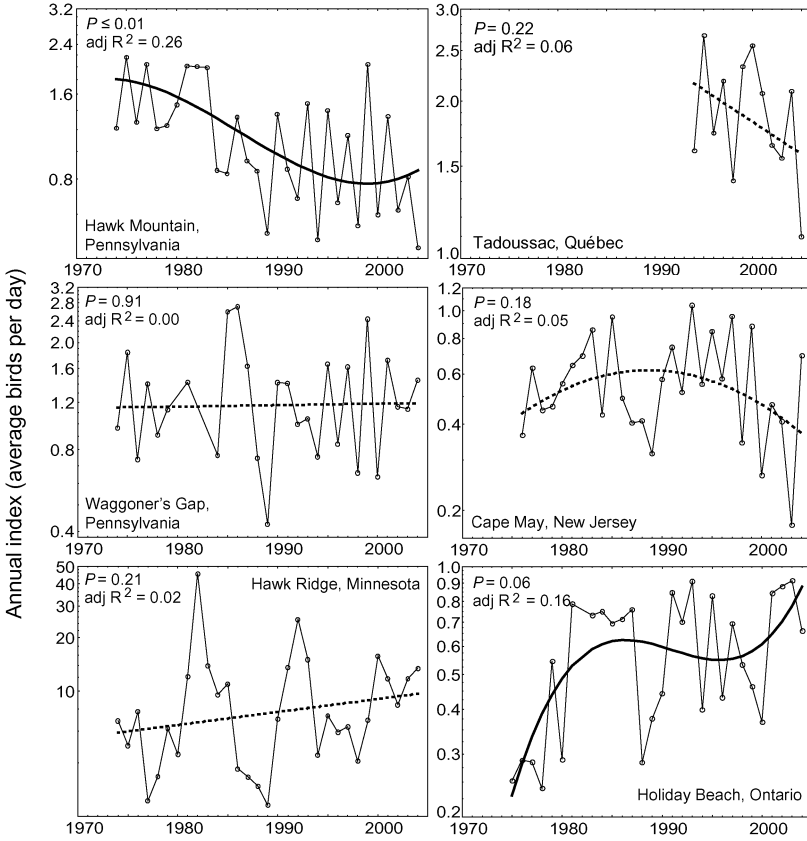 Annual index (average birds per day)
3.2
2.4
1.6
0.8
P ≤ 0.01
adj R2 = 0.26
Hawk Mountain,
Pennsylvania
1970
1980
1990
2000
3.0
2.5
2.0
1.5
1.0
P = 0.22
adj R2 = 0.06
Tadoussac, Québec
1970
1980
1990
2000
3.2
2.8
2.4
2.0
1.6
1.2
0.8
0.4
P = 0.91
adj R2 = 0.00
Waggoner's Gap,
Pennsylvania
1970
1980
1990
2000
1.2
1.0
0.8
0.6
0.4
0.2
P = 0.18
adj R2 = 0.05
Cape May, New Jersey
1970
1980
1990
2000
50
40
30
20
10
P = 0.21
adj R2 = 0.02
Hawk Ridge, Minnesota
1970
1980
1990
2000
1.0
0.9
0.8
0.7
0.6
0.5
0.4
0.3
0.2
P = 0.06
adj R2 = 0.16
Holiday Beach, Ontario
1970
1980
1990
2000